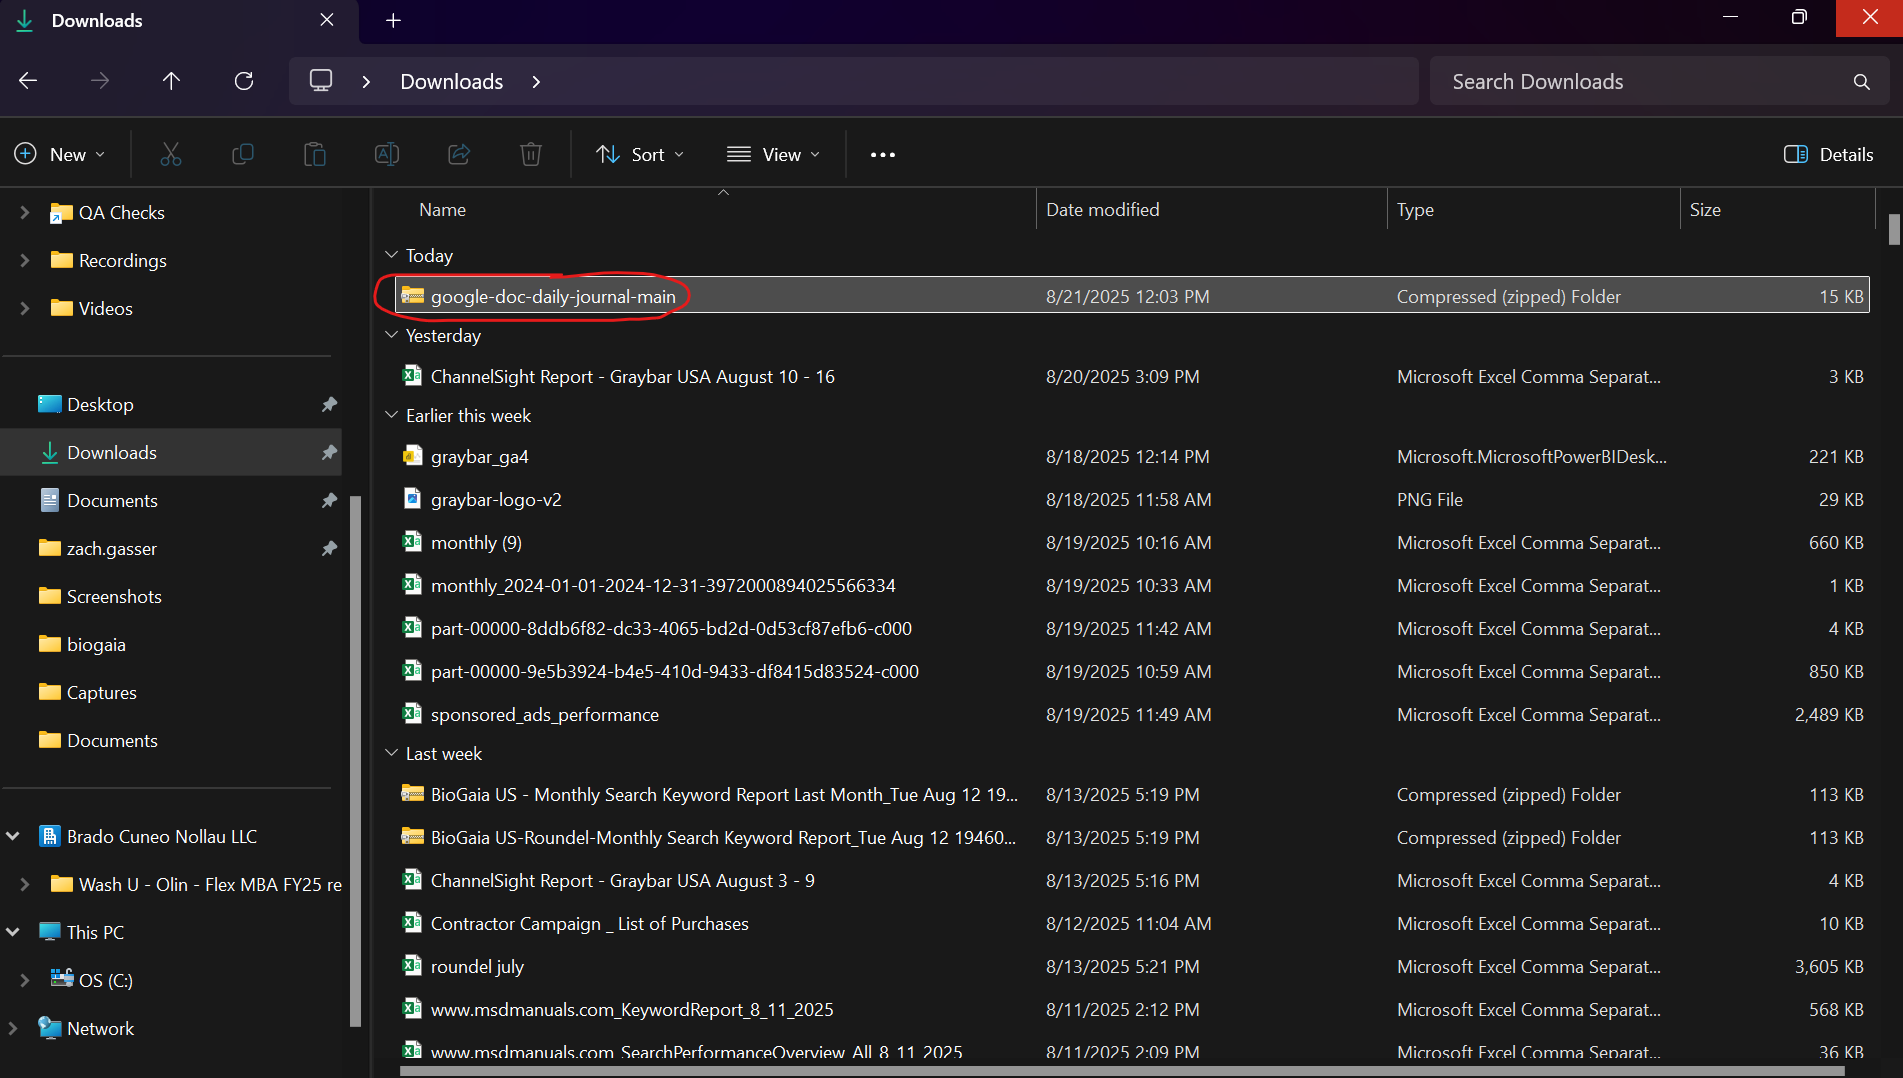 Downloads
Downloads
Search Downloads
New
Sort
View
Details
QA Checks
Recordings
Videos
Desktop
Downloads
Documents
zach.gasser
Screenshots
biogaia
Captures
Documents
Brado Cuneo Nollau LLC
Wash U - Olin - Flex MBA FY25 re
This PC
OS (C:)
Network
Name Date modified Type Size
Today
google-doc-daily-journal-main 8/21/2025 12:03 PM Compressed (zipped) Folder 15 KB
Yesterday
ChannelSight Report - Graybar USA August 10 - 16 8/20/2025 3:09 PM Microsoft Excel Comma Separat... 3 KB
Earlier this week
graybar_ga4 8/18/2025 12:14 PM Microsoft.MicrosoftPowerBIDesk... 221 KB
graybar-logo-v2 8/18/2025 11:58 AM PNG File 29 KB
monthly (9) 8/19/2025 10:16 AM Microsoft Excel Comma Separat... 660 KB
monthly_2024-01-01-2024-12-31-3972000894025566334 8/19/2025 10:33 AM Microsoft Excel Comma Separat... 1 KB
part-00000-8ddb6f82-dc33-4065-bd2d-0d53cf87efb6-c000 8/19/2025 11:42 AM Microsoft Excel Comma Separat... 4 KB
part-00000-9e5b3924-b4e5-410d-9433-df8415d83524-c000 8/19/2025 10:59 AM Microsoft Excel Comma Separat... 850 KB
sponsored_ads_performance 8/19/2025 11:49 AM Microsoft Excel Comma Separat... 2,489 KB
Last week
BioGaia US - Monthly Search Keyword Report Last Month_Tue Aug 12 19... 8/13/2025 5:19 PM Compressed (zipped) Folder 113 KB
BioGaia US-Roundel-Monthly Search Keyword Report_Tue Aug 12 19460... 8/13/2025 5:19 PM Compressed (zipped) Folder 113 KB
ChannelSight Report - Graybar USA August 3 - 9 8/13/2025 5:16 PM Microsoft Excel Comma Separat... 4 KB
Contractor Campaign _ List of Purchases 8/12/2025 11:04 AM Microsoft Excel Comma Separat... 10 KB
roundel july 8/13/2025 5:21 PM Microsoft Excel Comma Separat... 3,605 KB
www.msdmanuals.com_KeywordReport_8_11_2025 8/11/2025 2:12 PM Microsoft Excel Comma Separat... 568 KB
www.msdmanuals.com_SearchPerformanceOverview_All_8_11_2025 8/11/2025 2:09 PM Microsoft Excel Comma Separat... 36 KB